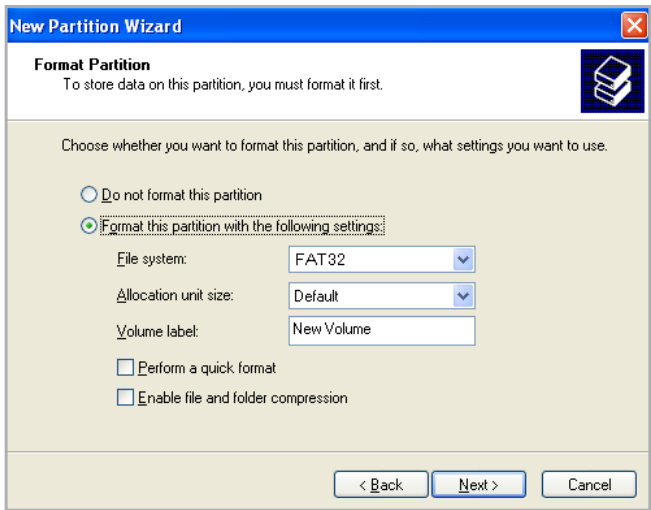 New Partition Wizard
Format Partition
To store data on this partition, you must format it first.
Choose whether you want to format this partition, and if so, what settings you want to use.
Do not format this partition
Format this partition with the following settings:
File system: FAT32
Allocation unit size: Default
Volume label: New Volume
Perform a quick format
Enable file and folder compression
< Back Next > Cancel